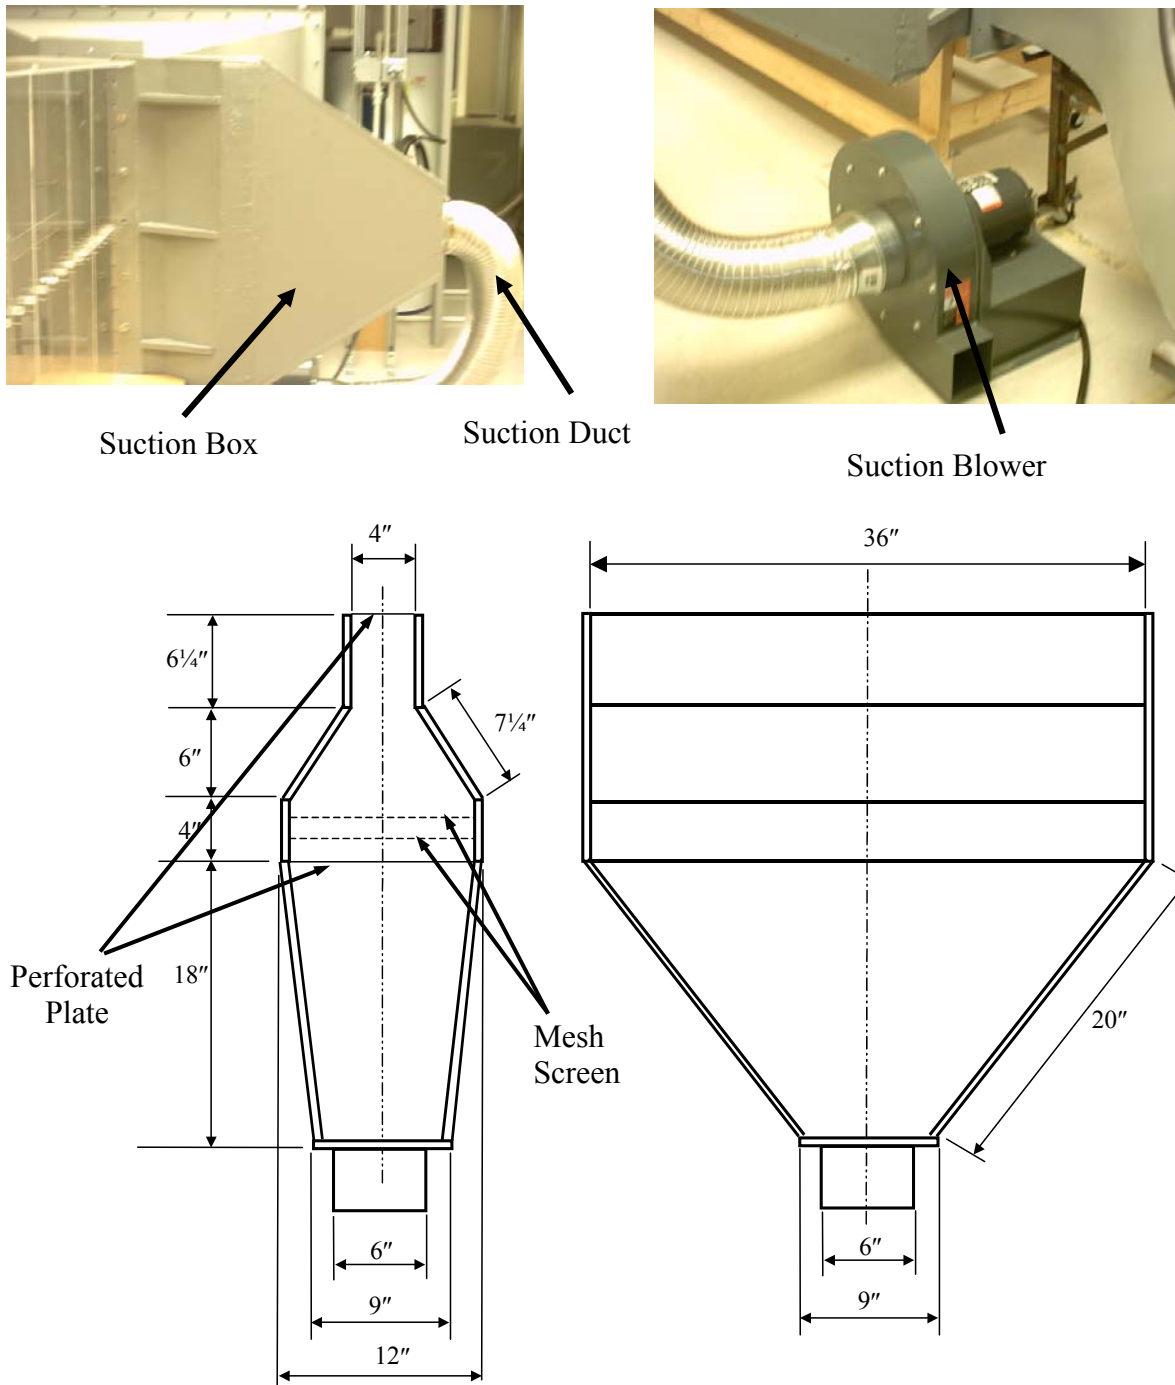 Suction Box
Suction Duct
Suction Blower
4″
36″
6¼″
7¼″
6″
4″
Perforated
Plate
18″
Mesh
Screen
20″
6″
6″
9″
9″
12″